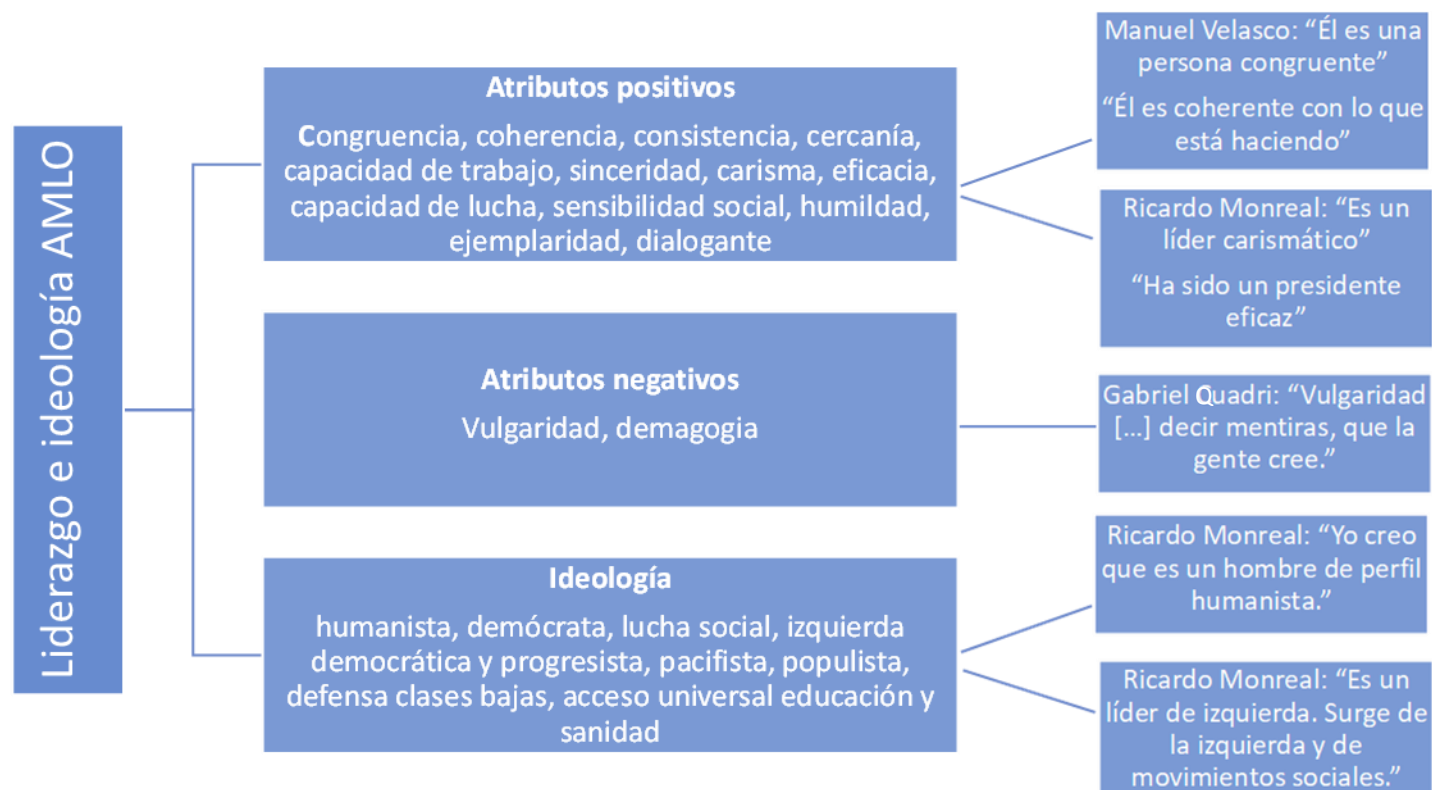 Liderazgo e ideología AMLO
Atributos positivos
Congruencia, coherencia, consistencia, cercanía,
capacidad de trabajo, sinceridad, carisma, eficacia,
capacidad de lucha, sensibilidad social, humildad,
ejemplaridad, dialogante
Manuel Velasco: “Él es una
persona congruente”
“Él es coherente con lo que
está haciendo”
Ricardo Monreal: “Es un
líder carismático”
“Ha sido un presidente
eficaz”
Atributos negativos
Vulgaridad, demagogia
Gabriel Quadri: “Vulgaridad
[…] decir mentiras, que la
gente cree.”
Ideología
humanista, demócrata, lucha social, izquierda
democrática y progresista, pacifista, populista,
defensa clases bajas, acceso universal educación y
sanidad
Ricardo Monreal: “Yo creo
que es un hombre de perfil
humanista.”
Ricardo Monreal: “Es un
líder de izquierda. Surge de
la izquierda y de
movimientos sociales.”